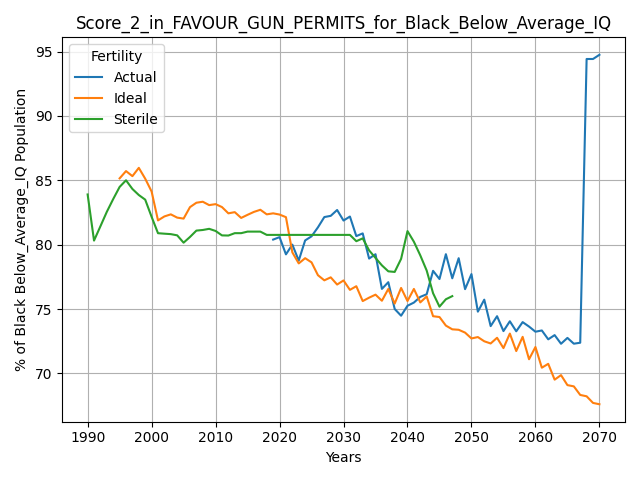 Score_2_in_FAVOUR_GUN_PERMITS_for_Black_Below_Average_IQ
Fertility
Actual
Ideal
Sterile
% of Black Below_Average_IQ Population
95
90
85
80
75
70
1990 2000 2010 2020 2030 2040 2050 2060 2070
Years